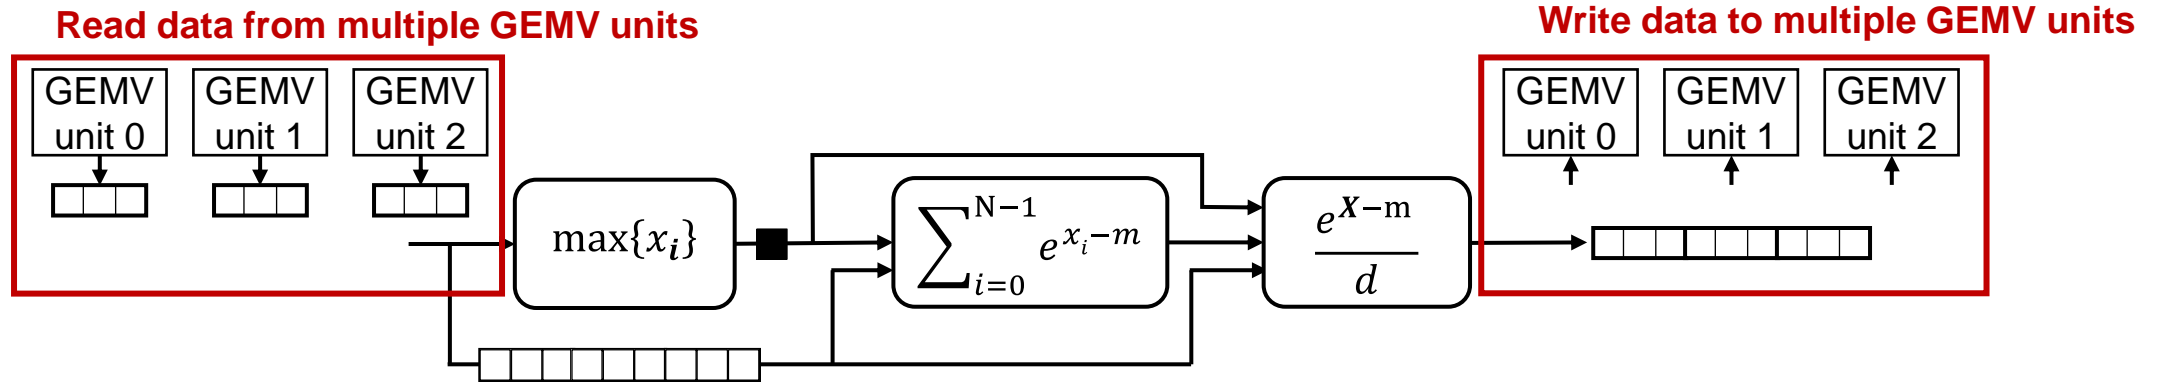 Read data from multiple GEMV units
Write data to multiple GEMV units
GEMV
unit 0
GEMV
unit 1
GEMV
unit 2
max{x_i}
∑_{i=0}^{N−1} e^{x_i−m}
e^{X−m}
d
GEMV
unit 0
GEMV
unit 1
GEMV
unit 2